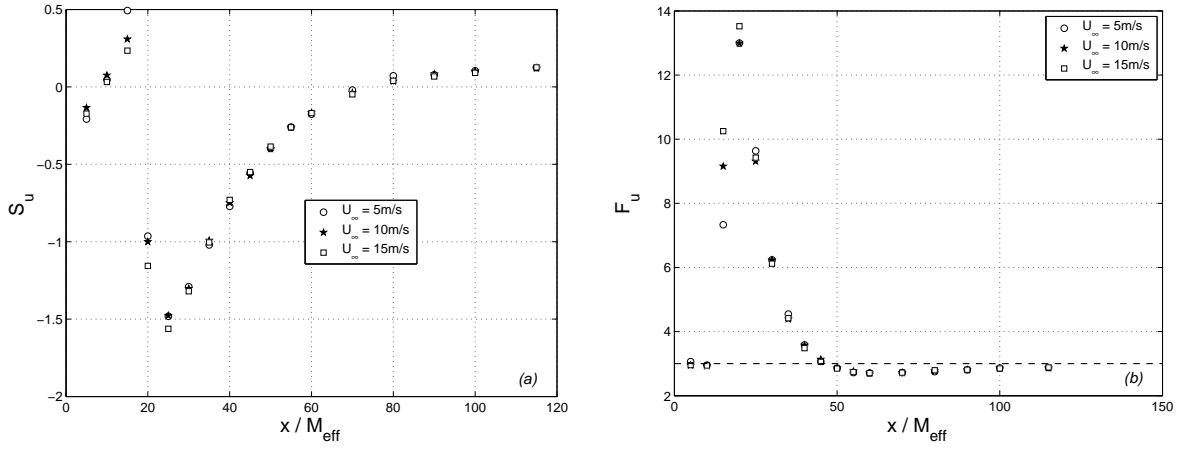 0.5
0
−0.5
−1
−1.5
−2
0 20 40 60 80 100 120
S_u
x / M_eff
U_∞ = 5m/s
U_∞ = 10m/s
U_∞ = 15m/s
(a)
14
12
10
8
6
4
2
0 50 100 150
F_u
x / M_eff
U_∞ = 5m/s
U_∞ = 10m/s
U_∞ = 15m/s
(b)